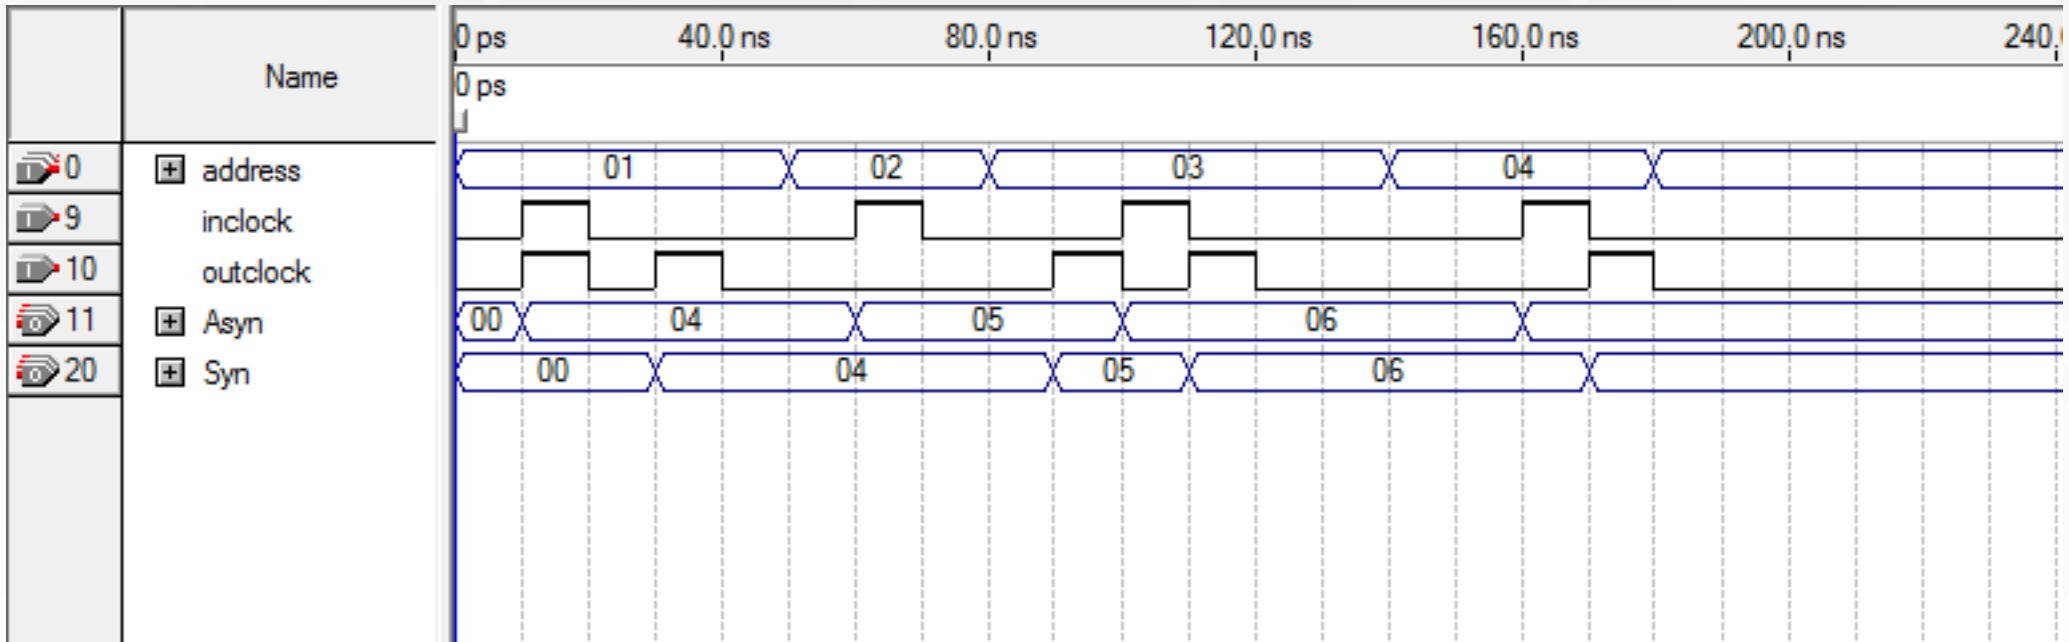 0 ps 40.0 ns 80.0 ns 120.0 ns 160.0 ns 200.0 ns 240.
Name
0 ps
0 address 01 02 03 04
9 inclock
10 outclock
11 Asyn 00 04 05 06
20 Syn 00 04 05 06